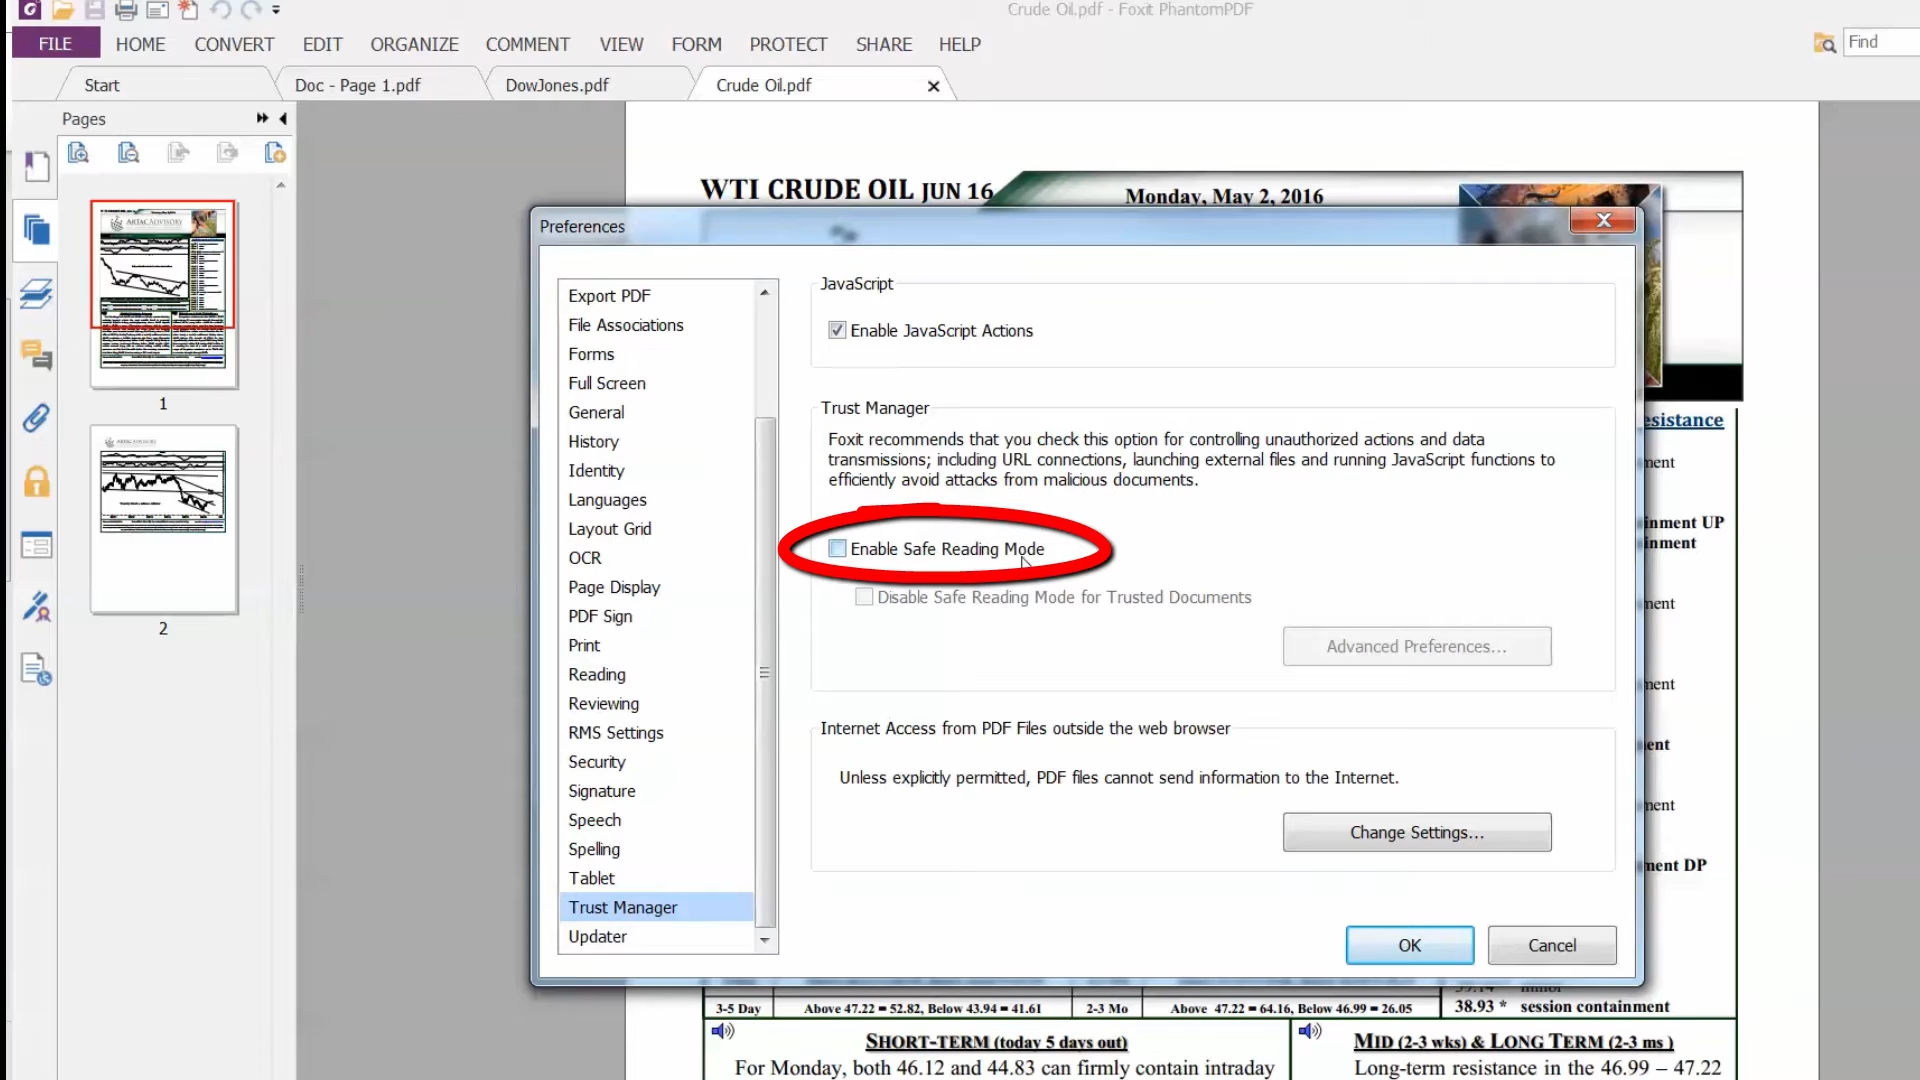 Crude Oil.pdf - Foxit PhantomPDF
FILE HOME CONVERT EDIT ORGANIZE COMMENT VIEW FORM PROTECT SHARE HELP Find
Start Doc - Page 1.pdf DowJones.pdf Crude Oil.pdf
Pages
1
2
WTI CRUDE OIL JUN 16 Monday, May 2, 2016
Preferences
Export PDF
File Associations
Forms
Full Screen
General
History
Identity
Languages
Layout Grid
OCR
Page Display
PDF Sign
Print
Reading
Reviewing
RMS Settings
Security
Signature
Speech
Spelling
Tablet
Trust Manager
Updater
JavaScript
Enable JavaScript Actions
Trust Manager
Foxit recommends that you check this option for controlling unauthorized actions and data
transmissions; including URL connections, launching external files and running JavaScript functions to
efficiently avoid attacks from malicious documents.
Enable Safe Reading Mode
Disable Safe Reading Mode for Trusted Documents
Advanced Preferences...
Internet Access from PDF Files outside the web browser
Unless explicitly permitted, PDF files cannot send information to the Internet.
Change Settings...
OK Cancel
esistance
ment
inment UP
inment
ment
ment
ent
ment
ment DP
3-5 Day Above 47.22 = 52.82, Below 43.94 = 41.61 2-3 Mo Above 47.22 = 64.16, Below 46.99 = 26.05 38.93 * session containment
SHORT-TERM (today 5 days out) MID (2-3 wks) & LONG TERM (2-3 ms )
For Monday, both 46.12 and 44.83 can firmly contain intraday Long-term resistance in the 46.99 – 47.22